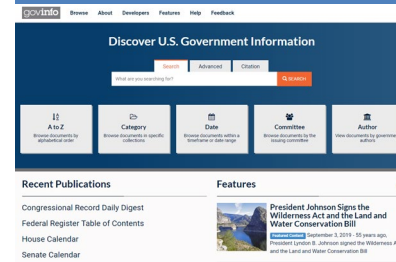 govinfo Browse About Developers Features Help Feedback
Discover U.S. Government Information
Search Advanced Citation
What are you searching for? SEARCH
A to Z
Browse documents by
alphabetical order
Category
Browse documents in specific
collections
Date
Browse documents within a
timeframe or date range
Committee
Browse documents by the
issuing committee
Author
View documents by governme
authors
Recent Publications
Congressional Record Daily Digest
Federal Register Table of Contents
House Calendar
Senate Calendar
Features
President Johnson Signs the
Wilderness Act and the Land and
Water Conservation Bill
Featured Content September 3, 2019 - 55 years ago,
President Lyndon B. Johnson signed the Wilderness A
and the Land and Water Conservation Bill